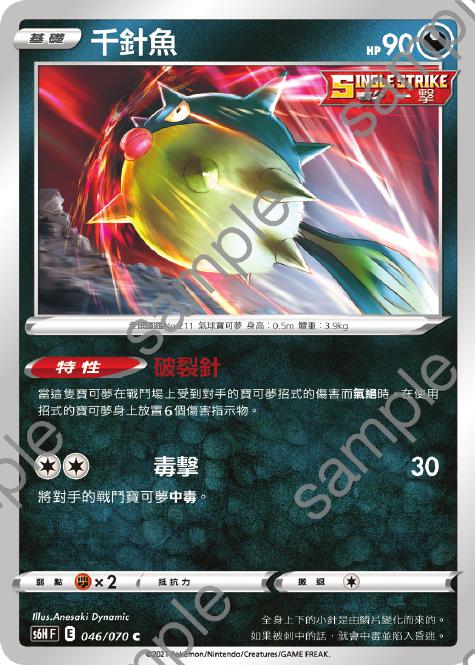 基礎
千針魚
HP 90
SINGLE STRIKE
一擊
全國圖鑑No.211 氣球寶可夢 身高：0.5m 體重：3.9kg
特性 破裂針
當這隻寶可夢在戰鬥場上受到對手的寶可夢招式的傷害而氣絕時，在使用
招式的寶可夢身上放置6個傷害指示物。
毒擊 30
將對手的戰鬥寶可夢中毒。
弱點 ×2 抵抗力 撤退
Illus.Anesaki Dynamic
S6H F E 046/070 C
全身上下的小針是由鱗片變化而來的。
如果被刺中的話，就會中毒並陷入昏迷。
©2021 Pokémon/Nintendo/Creatures/GAME FREAK.
sample
sample
sample
sample
sample
sample